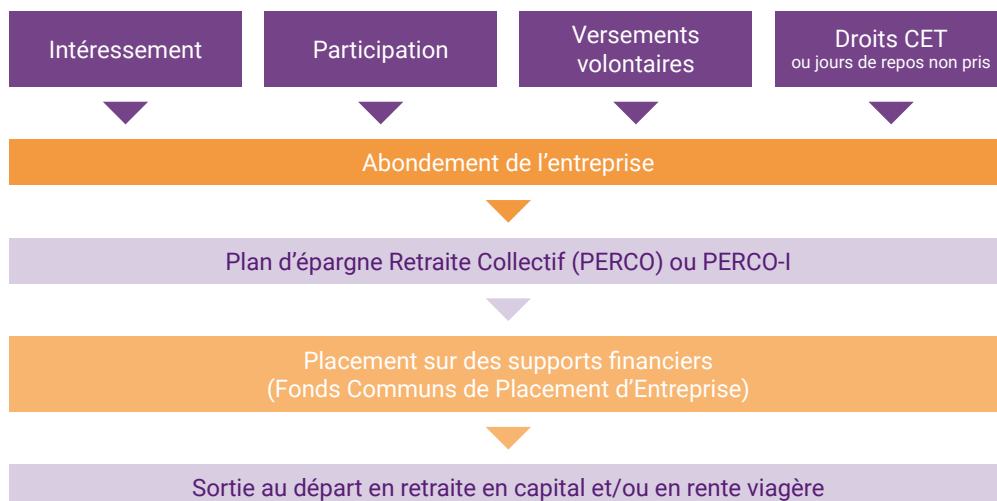 Intéressement
Participation
Versements
volontaires
Droits CET
ou jours de repos non pris
Abondement de l’entreprise
Plan d’épargne Retraite Collectif (PERCO) ou PERCO-I
Placement sur des supports financiers
(Fonds Communs de Placement d’Entreprise)
Sortie au départ en retraite en capital et/ou en rente viagère